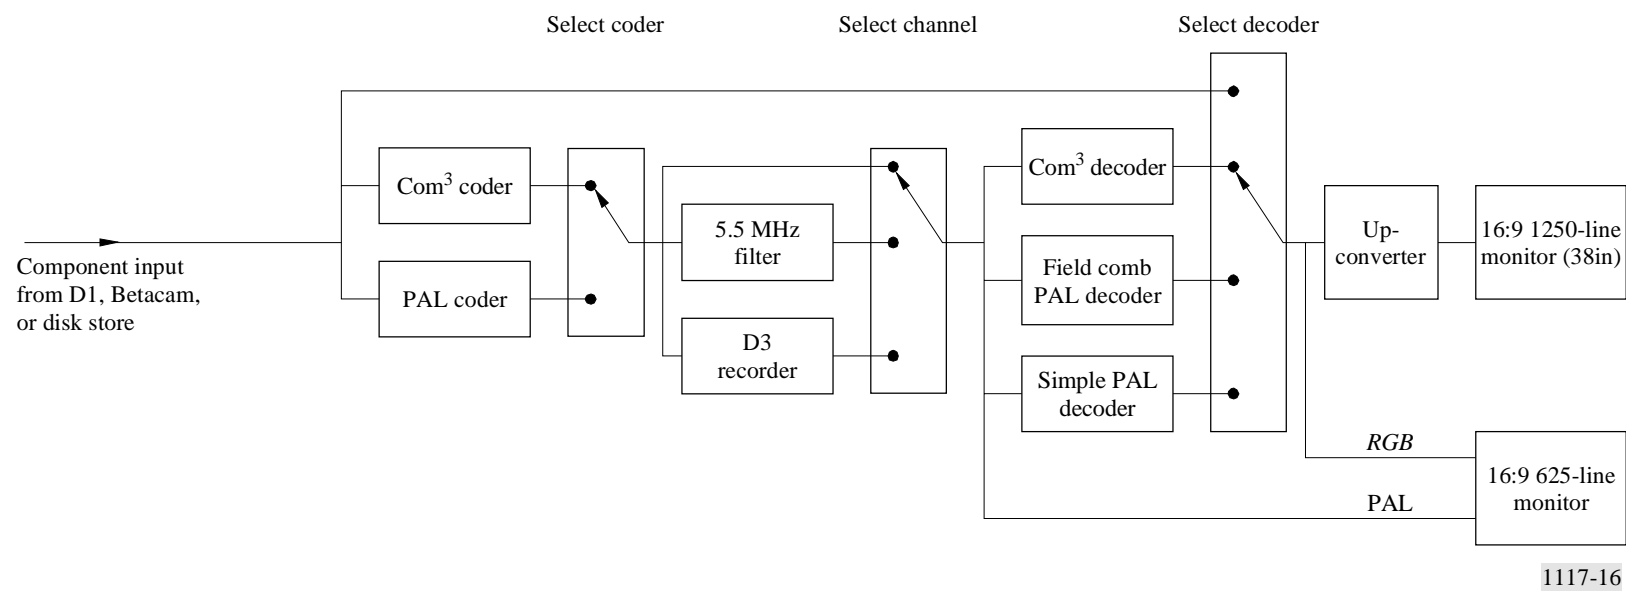 Select coder
Select channel
Select decoder
Com³ coder
PAL coder
Component input
from D1, Betacam,
or disk store
5.5 MHz
filter
D3
recorder
Com³ decoder
Field comb
PAL decoder
Simple PAL
decoder
Up-
converter
16:9 1250-line
monitor (38in)
RGB
PAL
16:9 625-line
monitor
1117-16